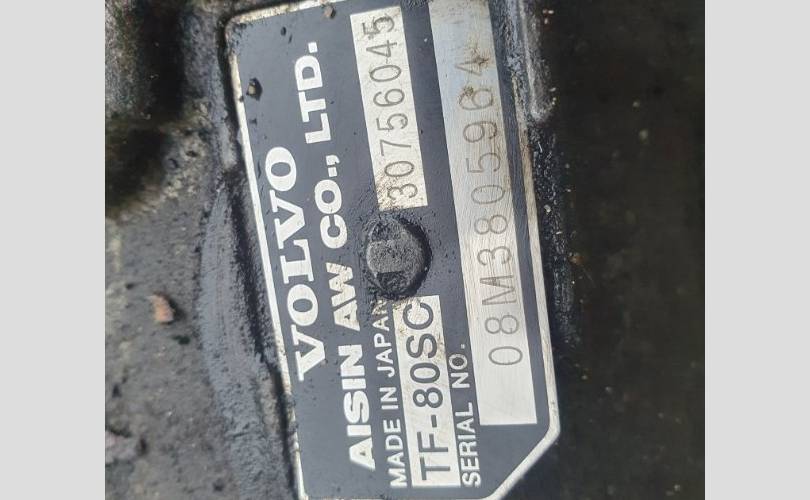 VOLVO
AISIN AW CO., LTD.
MADE IN JAPAN 30756045
TF-80SC
SERIAL NO. 08M3805964